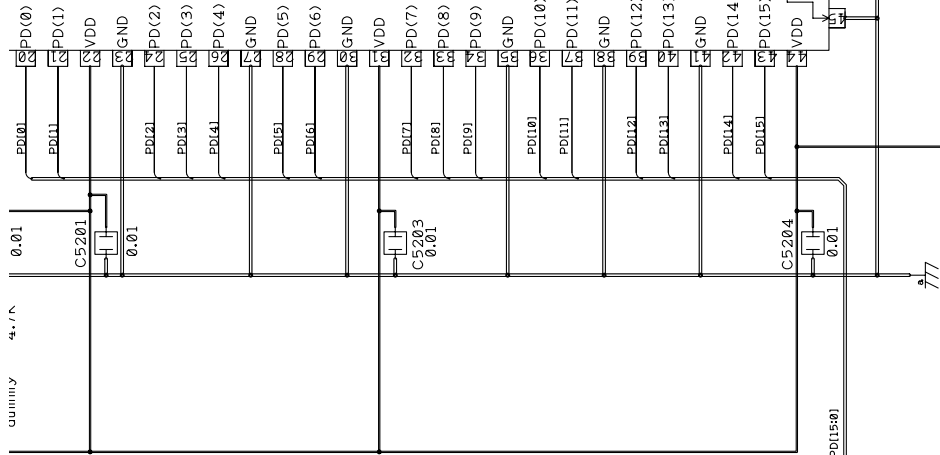 PD(0)
PD(1)
VDD
GND
PD(2)
PD(3)
PD(4)
GND
PD(5)
PD(6)
GND
VDD
PD(7)
PD(8)
PD(9)
GND
PD(10)
PD(11)
GND
PD(12)
PD(13)
GND
PD(14)
PD(15)
VDD
20
21
22
23
24
25
26
27
28
29
30
31
32
33
34
35
36
37
38
39
40
41
42
43
44
45
PD[0]
PD[1]
PD[2]
PD[3]
PD[4]
PD[5]
PD[6]
PD[7]
PD[8]
PD[9]
PD[10]
PD[11]
PD[12]
PD[13]
PD[14]
PD[15]
0.01
C5201
0.01
C5203
0.01
C5204
0.01
a
4.7K
dummy
PD[15:0]